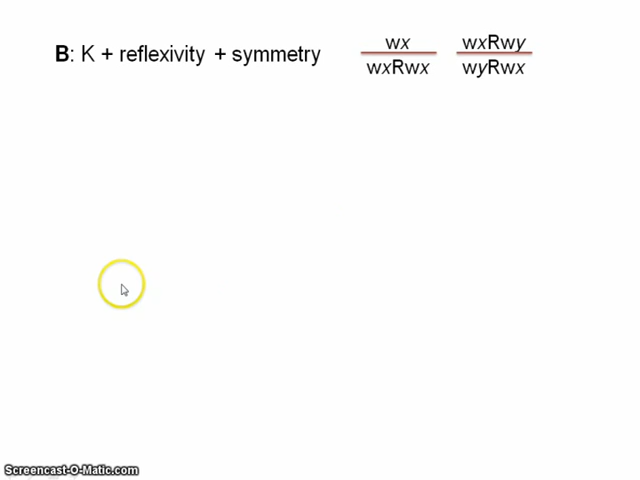 B: K + reflexivity + symmetry
wx
wxRwx
wxRwy
wyRwx
Screencast-O-Matic.com